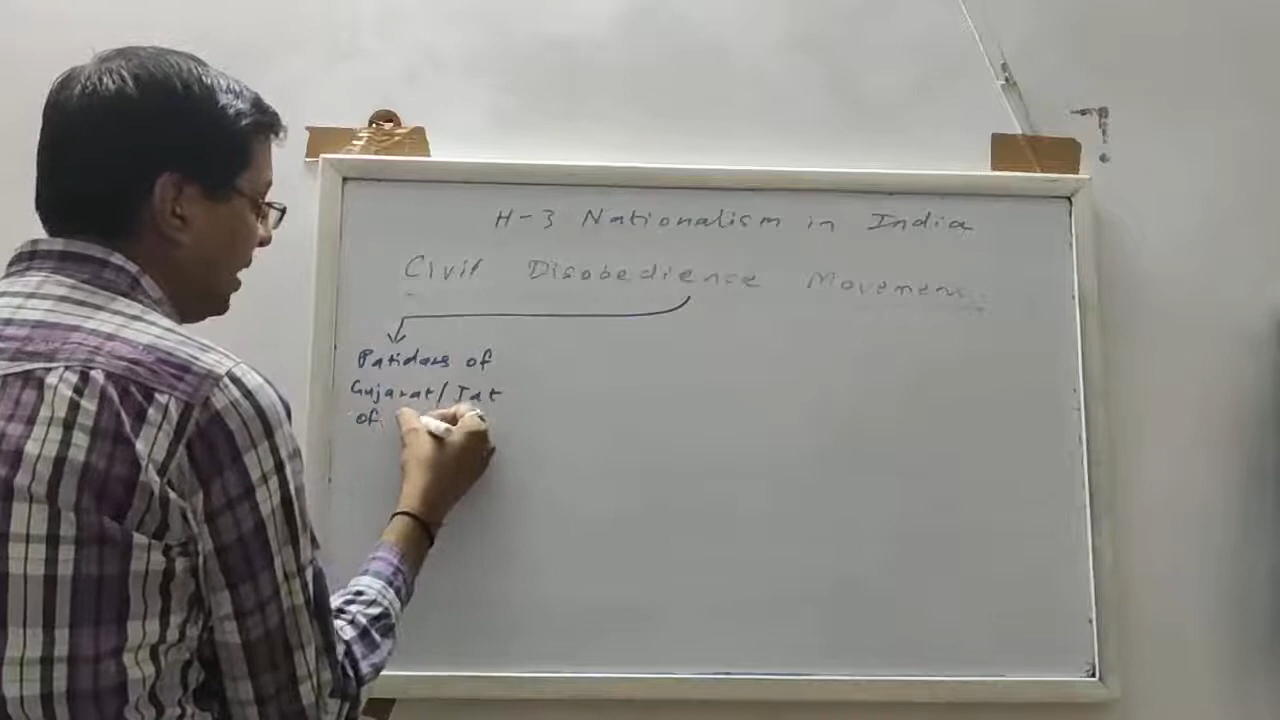 H-3 Nationalism in India
Civil Disobedience Movement
Patidars of
Gujarat/Jat
of